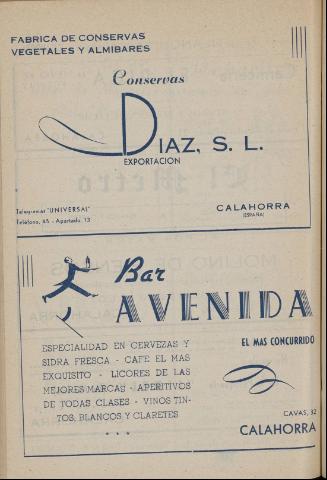 FABRICA DE CONSERVAS
VEGETALES Y ALMIBARES
Conservas
DIAZ, S. L.
EXPORTACION
Telegramas "UNIVERSAL"
Teléfono, 65 - Apartado, 13
CALAHORRA
(ESPAÑA)
Bar
AVENIDA
ESPECIALIDAD EN CERVEZAS Y
SIDRA FRESCA - CAFE EL MAS
EXQUISITO - LICORES DE LAS
MEJORES MARCAS - APERITIVOS
DE TODAS CLASES - VINOS TIN-
TOS, BLANCOS Y CLARETES
EL MAS CONCURRIDO
CAVAS, 32
CALAHORRA